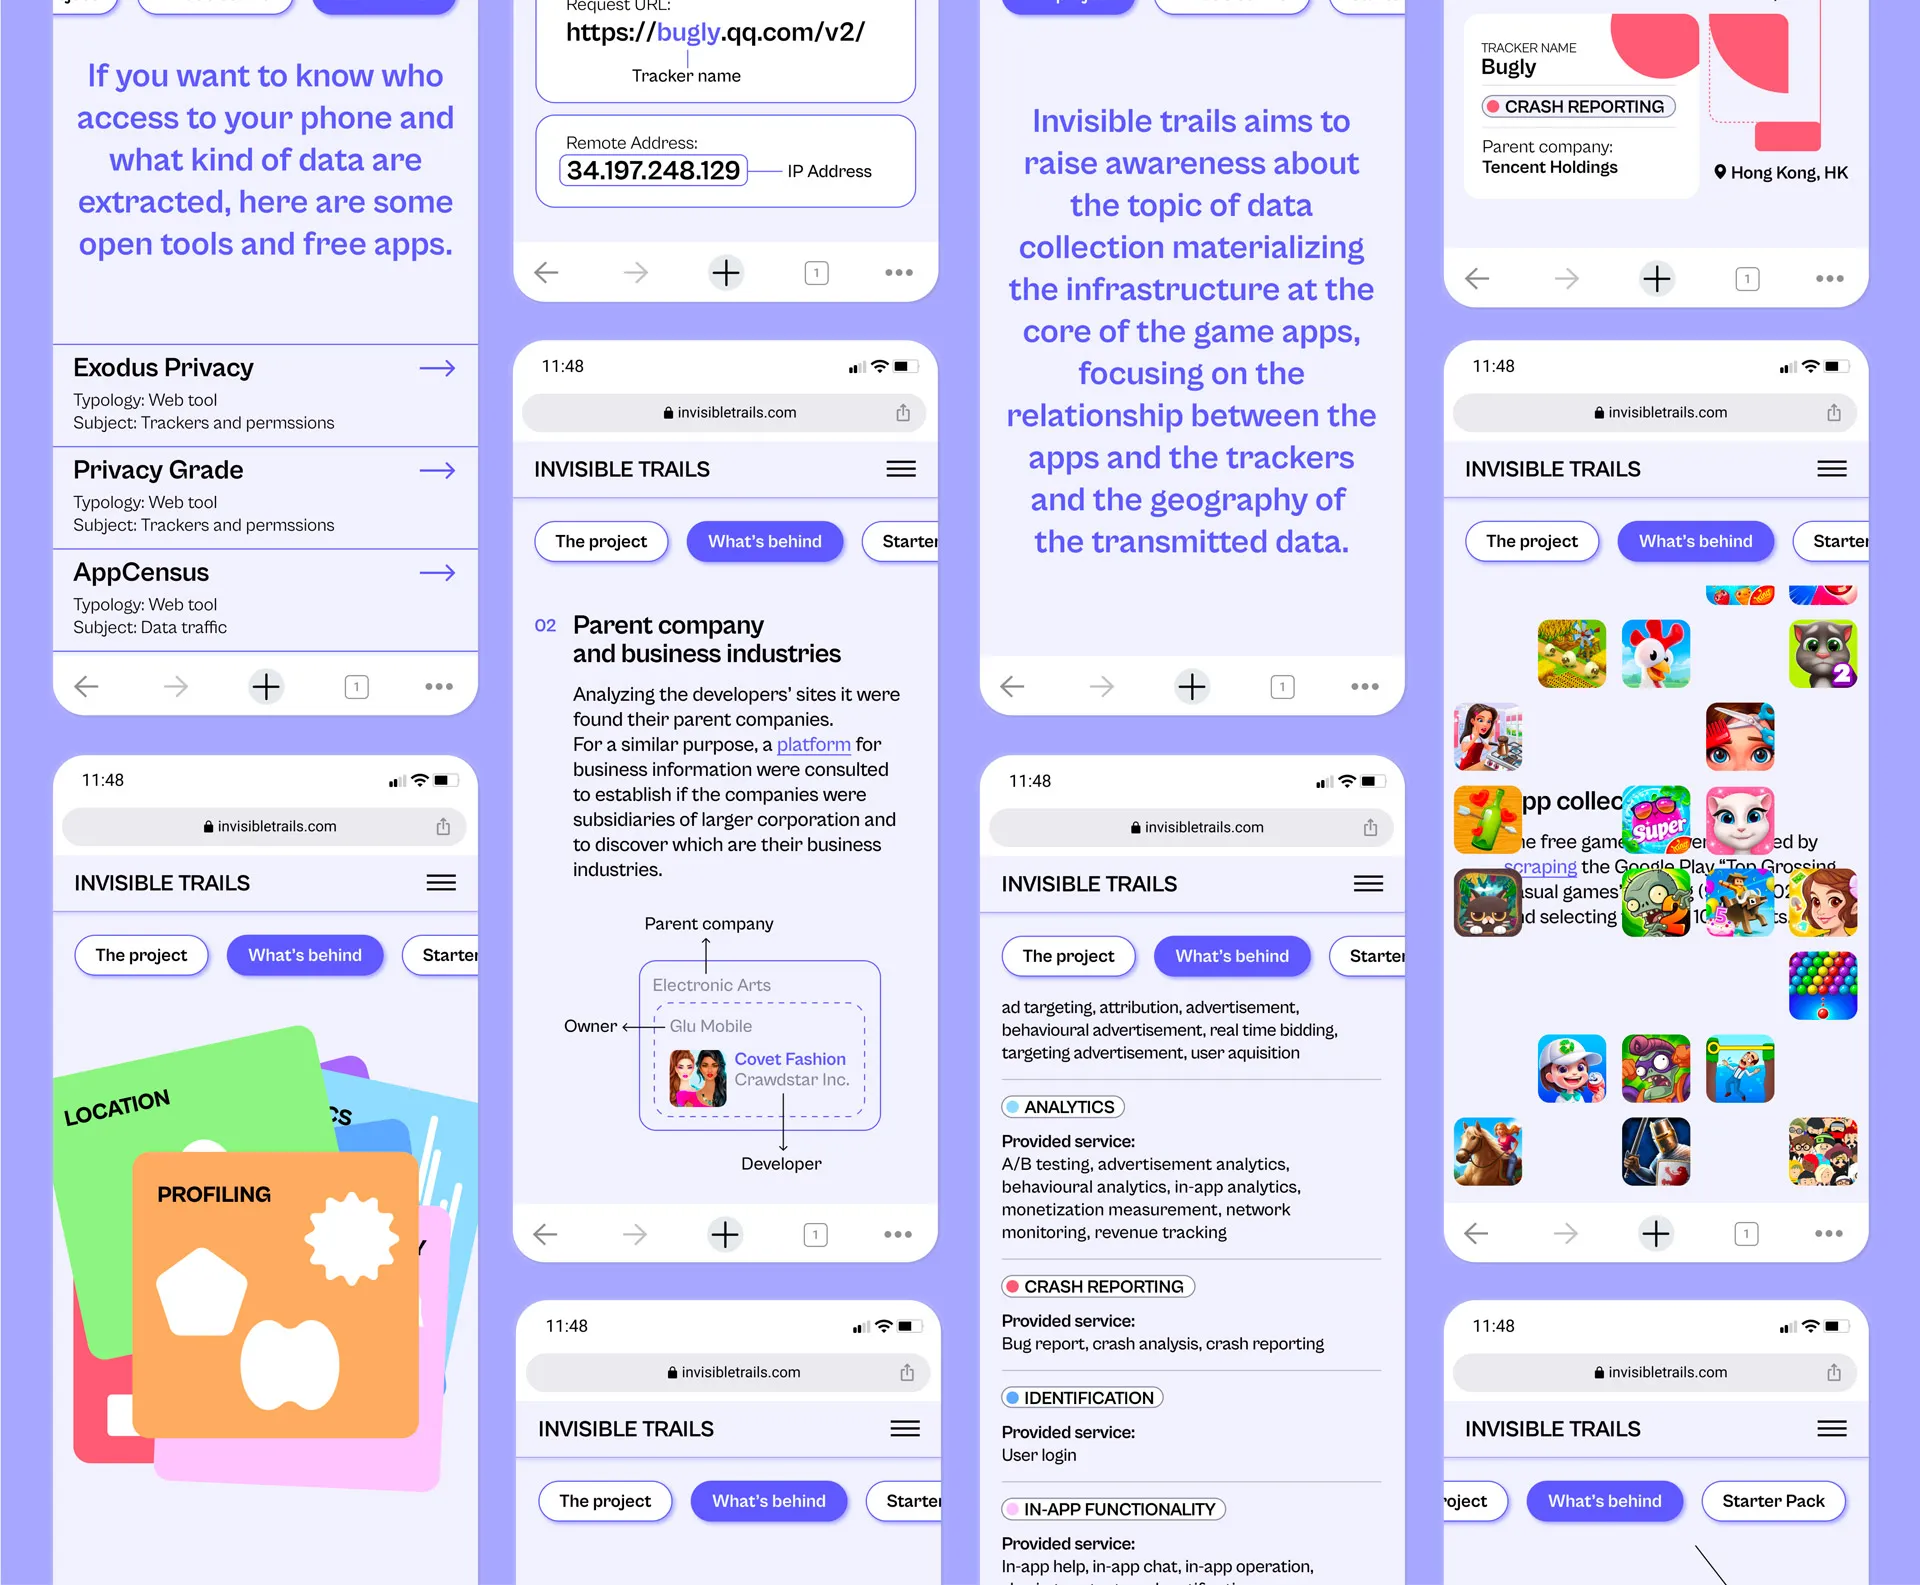 If you want to know who
access to your phone and
what kind of data are
extracted, here are some
open tools and free apps.
Exodus Privacy
Typology: Web tool
Subject: Trackers and permssions
Privacy Grade
Typology: Web tool
Subject: Trackers and permssions
AppCensus
Typology: Web tool
Subject: Data traffic
1
11:48
invisibletrails.com
INVISIBLE TRAILS
The project
What's behind
Starter
LOCATION
PROFILING
Request URL:
https://bugly.qq.com/v2/
Tracker name
Remote Address:
34.197.248.129
IP Address
1
11:48
invisibletrails.com
INVISIBLE TRAILS
The project
What's behind
Starter
02
Parent company
and business industries
Analyzing the developers' sites it were
found their parent companies.
For a similar purpose, a platform for
business information were consulted
to establish if the companies were
subsidiaries of larger corporation and
to discover which are their business
industries.
Parent company
Electronic Arts
Owner
Glu Mobile
Covet Fashion
Crawdstar Inc.
Developer
1
11:48
invisibletrails.com
INVISIBLE TRAILS
The project
What's behind
Starter
Invisible trails aims to
raise awareness about
the topic of data
collection materializing
the infrastructure at the
core of the game apps,
focusing on the
relationship between the
apps and the trackers
and the geography of
the transmitted data.
1
11:48
invisibletrails.com
INVISIBLE TRAILS
The project
What's behind
Starter
ad targeting, attribution, advertisement,
behavioural advertisement, real time bidding,
targeting advertisement, user aquisition
ANALYTICS
Provided service:
A/B testing, advertisement analytics,
behavioural analytics, in-app analytics,
monetization measurement, network
monitoring, revenue tracking
CRASH REPORTING
Provided service:
Bug report, crash analysis, crash reporting
IDENTIFICATION
Provided service:
User login
IN-APP FUNCTIONALITY
Provided service:
In-app help, in-app chat, in-app operation,
TRACKER NAME
Bugly
CRASH REPORTING
Parent company:
Tencent Holdings
Hong Kong, HK
1
11:48
invisibletrails.com
INVISIBLE TRAILS
The project
What's behind
Starter
2
Super
free by
scraping the Google Play "Top Grossing
selecting
2
5
1
11:48
invisibletrails.com
INVISIBLE TRAILS
What's behind
Starter Pack